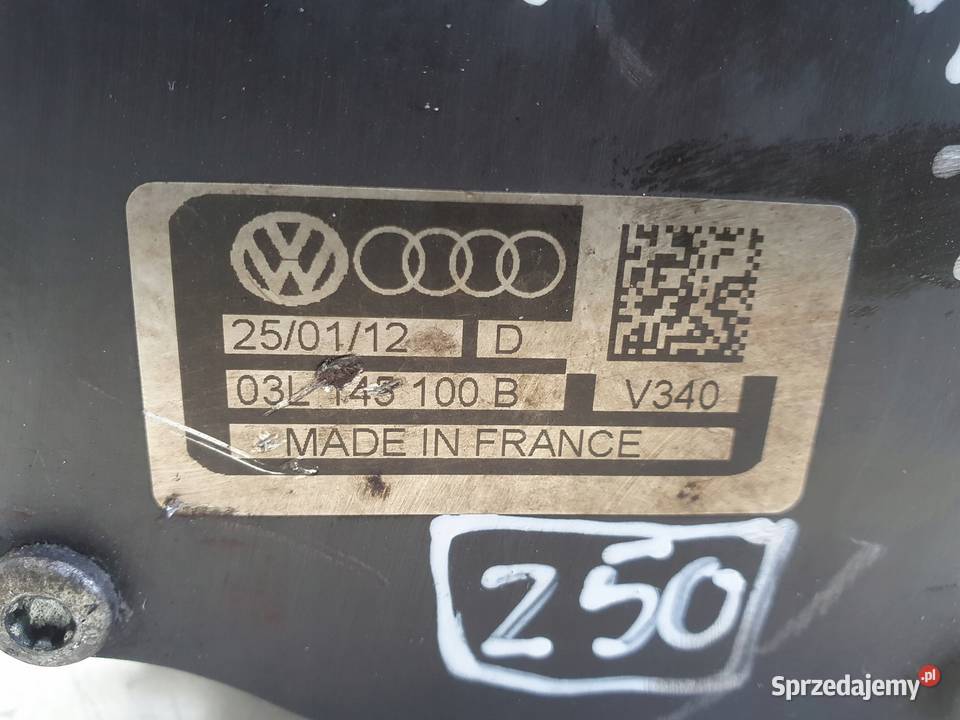 25/01/12 D
03L 145 100 B V340
MADE IN FRANCE
Z50
Sprzedajemy.pl